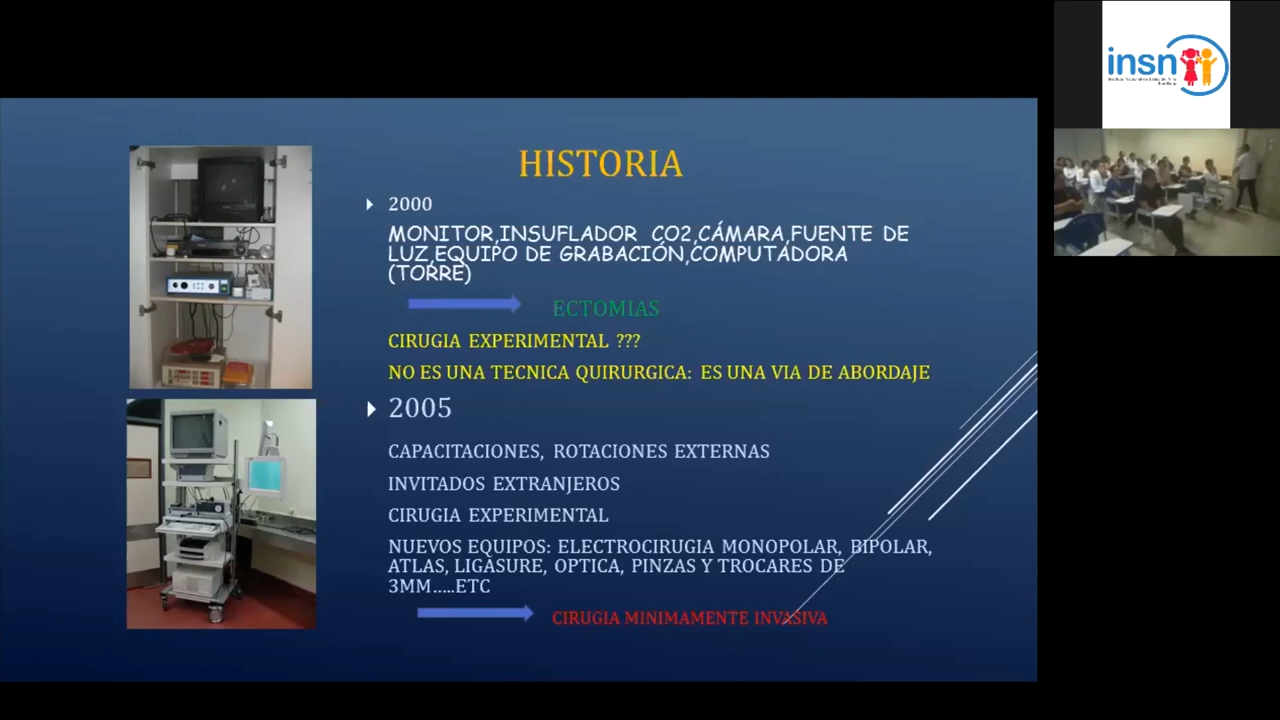 HISTORIA
2000
MONITOR,INSUFLADOR CO2,CÁMARA,FUENTE DE
LUZ,EQUIPO DE GRABACIÓN,COMPUTADORA
(TORRE)
ECTOMIAS
CIRUGIA EXPERIMENTAL ???
NO ES UNA TECNICA QUIRURGICA: ES UNA VIA DE ABORDAJE
2005
CAPACITACIONES, ROTACIONES EXTERNAS
INVITADOS EXTRANJEROS
CIRUGIA EXPERIMENTAL
NUEVOS EQUIPOS: ELECTROCIRUGIA MONOPOLAR, BIPOLAR,
ATLAS, LIGASURE, OPTICA, PINZAS Y TROCARES DE
3MM.....ETC
CIRUGIA MINIMAMENTE INVASIVA
insn